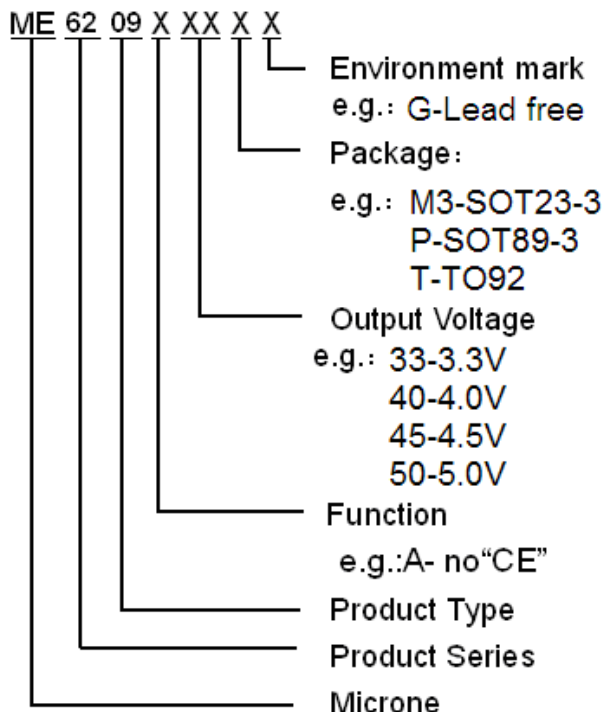 ME 62 09 X XX X X
Environment mark
e.g.: G-Lead free
Package:
e.g.: M3-SOT23-3
P-SOT89-3
T-TO92
Output Voltage
e.g.: 33-3.3V
40-4.0V
45-4.5V
50-5.0V
Function
e.g.:A- no“CE”
Product Type
Product Series
Microne